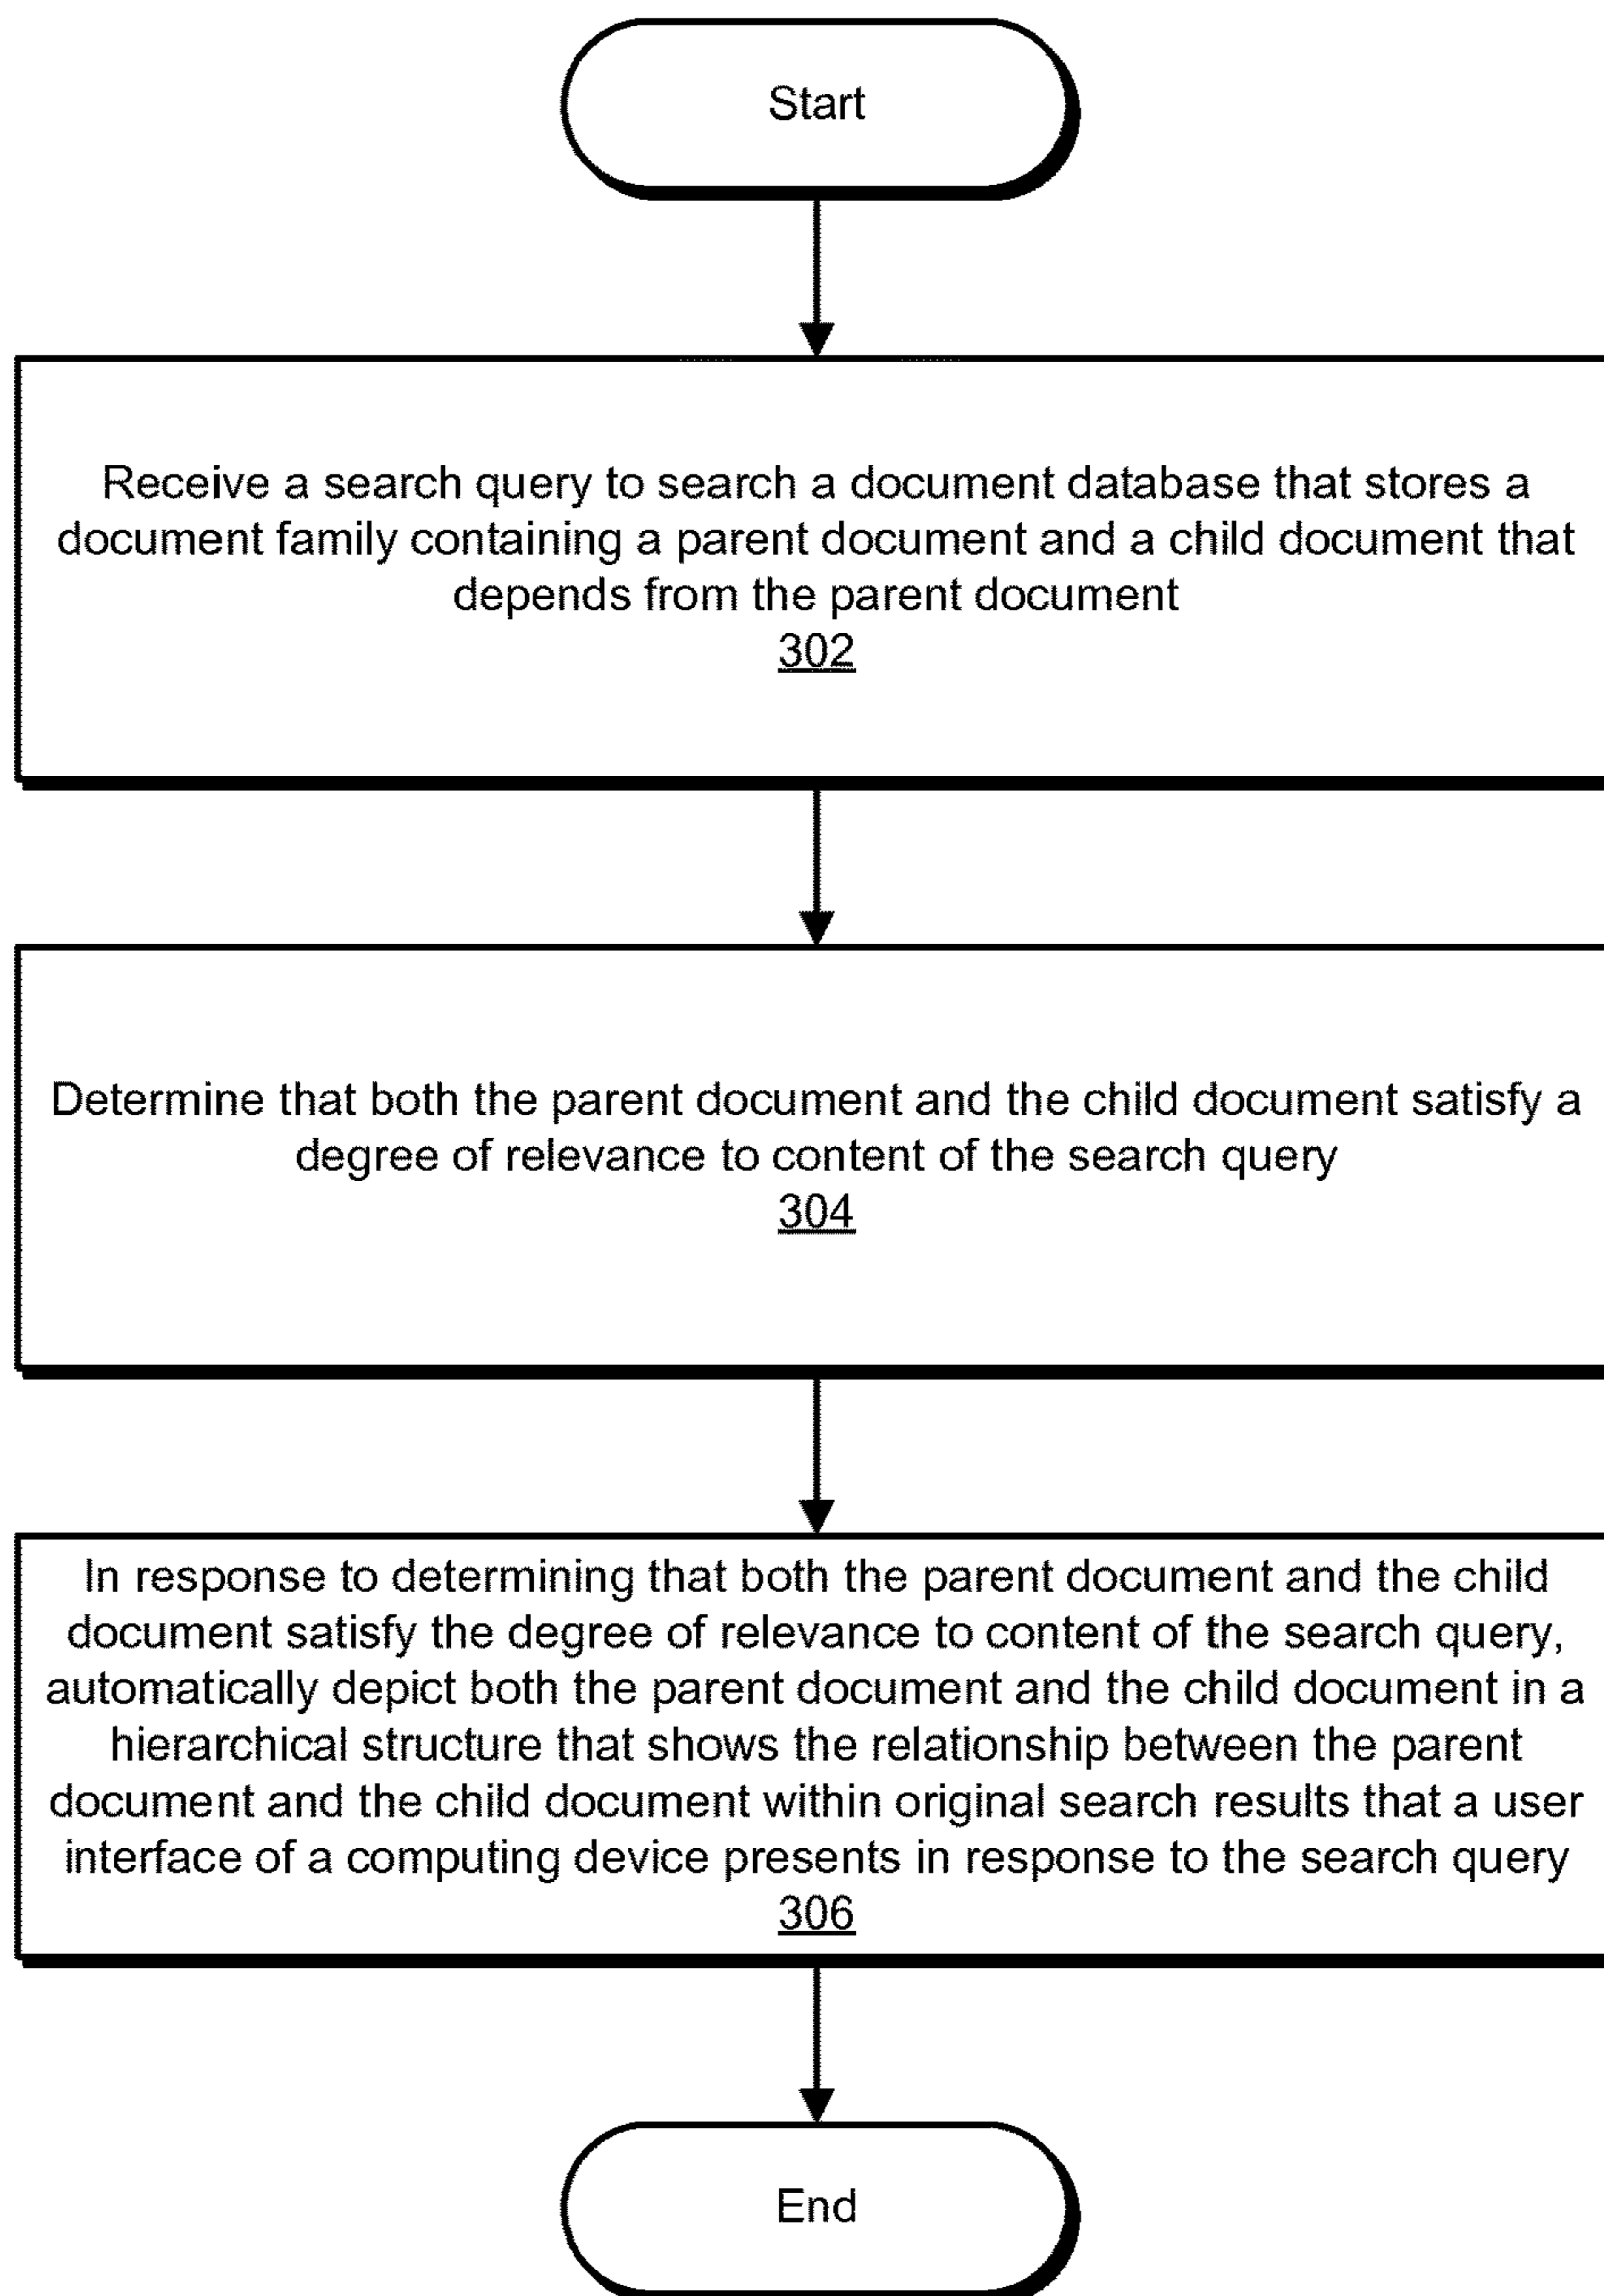 Start
Receive a search query to search a document database that stores a
document family containing a parent document and a child document that
depends from the parent document
302
Determine that both the parent document and the child document satisfy a
degree of relevance to content of the search query
304
In response to determining that both the parent document and the child
document satisfy the degree of relevance to content of the search query,
automatically depict both the parent document and the child document in a
hierarchical structure that shows the relationship between the parent
document and the child document within original search results that a user
interface of a computing device presents in response to the search query
306
End